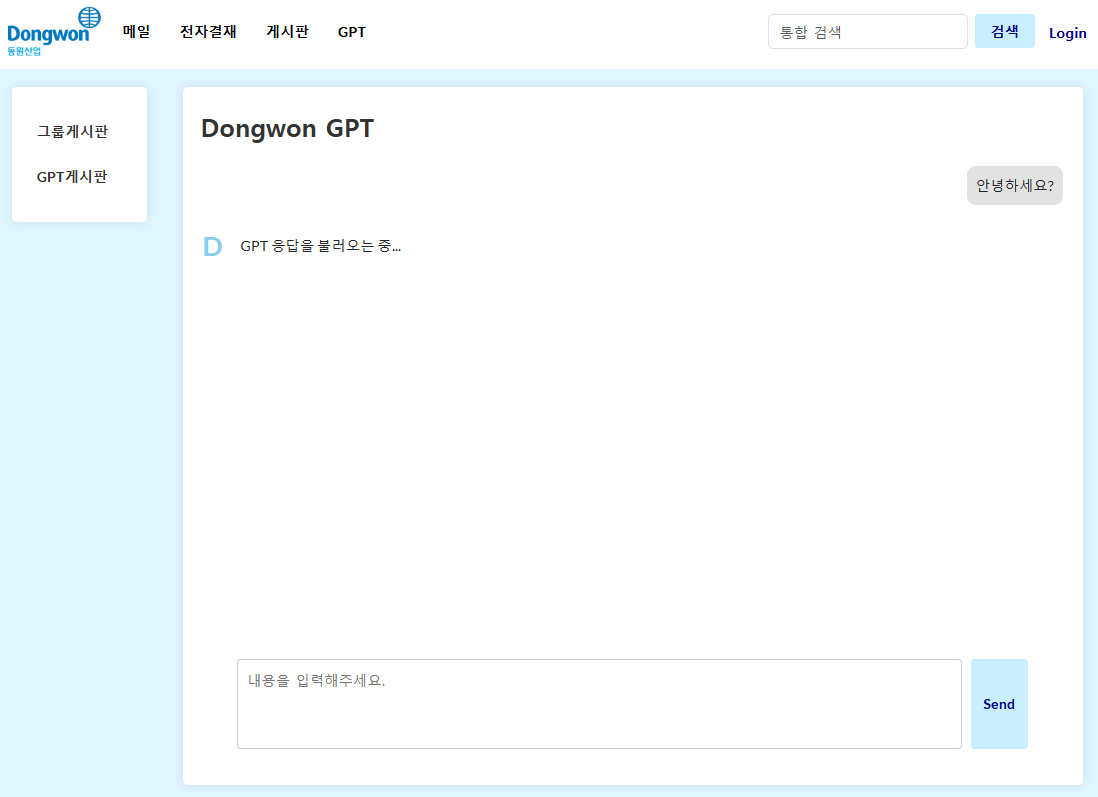 Dongwon
동원산업
메일 전자결재 게시판 GPT
통합 검색 검색 Login
그룹게시판
GPT게시판
Dongwon GPT
안녕하세요?
D GPT 응답을 불러오는 중...
내용을 입력해주세요.
Send